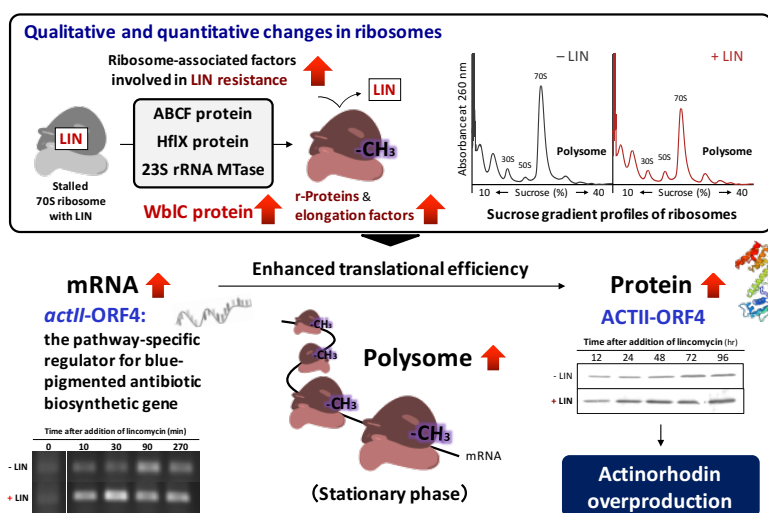 Qualitative and quantitative changes in ribosomes
Ribosome-associated factors
involved in LIN resistance
LIN
LIN
Stalled
70S ribosome
with LIN
ABCF protein
HflX protein
23S rRNA MTase
-CH3
WblC protein
r-Proteins &
elongation factors
Absorbance at 260 nm
– LIN
70S
30S
50S
Polysome
10
Sucrose (%)
40
+ LIN
70S
30S
50S
Polysome
10
Sucrose (%)
40
Sucrose gradient profiles of ribosomes
mRNA
Enhanced translational efficiency
Protein
actII-ORF4:
the pathway-specific
regulator for blue-
pigmented antibiotic
biosynthetic gene
Time after addition of lincomycin (min)
0 10 30 90 270
- LIN
+ LIN
-CH3
-CH3
Polysome
-CH3
-CH3
mRNA
(Stationary phase)
ACTII-ORF4
Time after addition of lincomycin (hr)
12 24 48 72 96
- LIN
+ LIN
Actinorhodin
overproduction